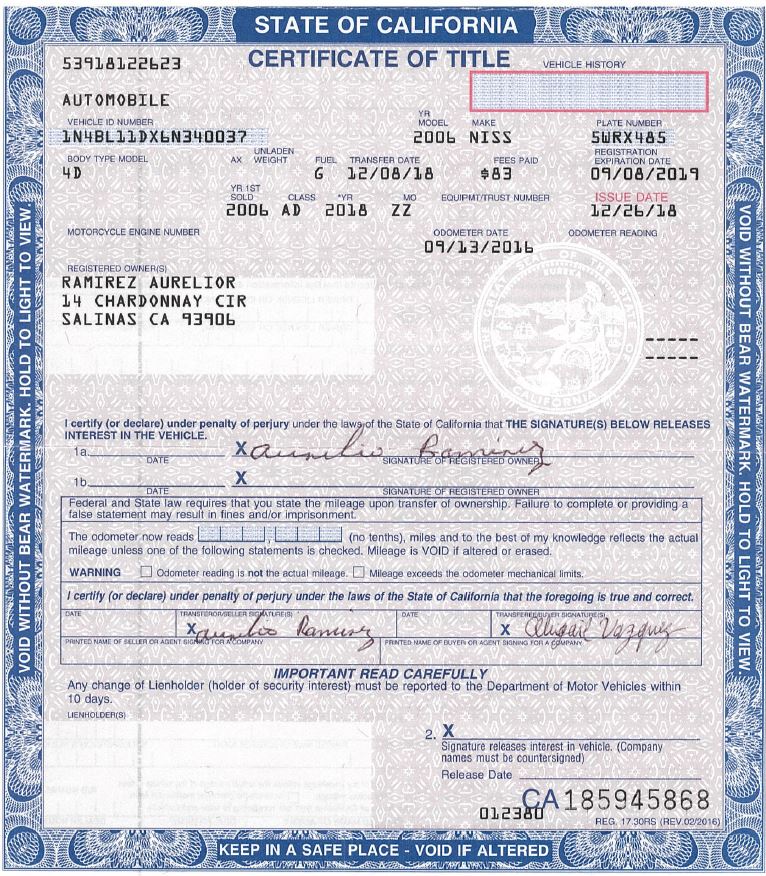 STATE OF CALIFORNIA
CERTIFICATE OF TITLE
53918122623
VEHICLE HISTORY
AUTOMOBILE
VEHICLE ID NUMBER YR MODEL MAKE PLATE NUMBER
1N4BL11DX6N340037 2006 NISS 5WRX485
BODY TYPE MODEL AX UNLADEN WEIGHT FUEL TRANSFER DATE FEES PAID REGISTRATION EXPIRATION DATE
4D G 12/08/18 $83 09/08/2019
YR 1ST SOLD CLASS *YR MO EQUIPMT/TRUST NUMBER ISSUE DATE
2006 AD 2018 ZZ 12/26/18
MOTORCYCLE ENGINE NUMBER ODOMETER DATE ODOMETER READING
09/13/2016
REGISTERED OWNER(S)
RAMIREZ AURELIOR
14 CHARDONNAY CIR
SALINAS CA 93906
-----
-----
I certify (or declare) under penalty of perjury under the laws of the State of California that THE SIGNATURE(S) BELOW RELEASES
INTEREST IN THE VEHICLE.
1a. X Aurelio Ramirez
DATE SIGNATURE OF REGISTERED OWNER
1b. X
DATE SIGNATURE OF REGISTERED OWNER
Federal and State law requires that you state the mileage upon transfer of ownership. Failure to complete or providing a
false statement may result in fines and/or imprisonment.
The odometer now reads , (no tenths), miles and to the best of my knowledge reflects the actual
mileage unless one of the following statements is checked. Mileage is VOID if altered or erased.
WARNING Odometer reading is not the actual mileage. Mileage exceeds the odometer mechanical limits.
I certify (or declare) under penalty of perjury under the laws of the State of California that the foregoing is true and correct.
DATE TRANSFEROR/SELLER SIGNATURE(S) DATE TRANSFEREE/BUYER SIGNATURE(S)
X Aurelio Ramirez X Vazquez
PRINTED NAME OF SELLER OR AGENT SIGNING FOR A COMPANY PRINTED NAME OF BUYER OR AGENT SIGNING FOR A COMPANY
IMPORTANT READ CAREFULLY
Any change of Lienholder (holder of security interest) must be reported to the Department of Motor Vehicles within
10 days.
LIENHOLDER(S)
2. X
Signature releases interest in vehicle. (Company
names must be countersigned)
Release Date
CA185945868
012380
REG. 17.30RS (REV.02/2016)
KEEP IN A SAFE PLACE - VOID IF ALTERED
VOID WITHOUT BEAR WATERMARK. HOLD TO LIGHT TO VIEW
VOID WITHOUT BEAR WATERMARK. HOLD TO LIGHT TO VIEW